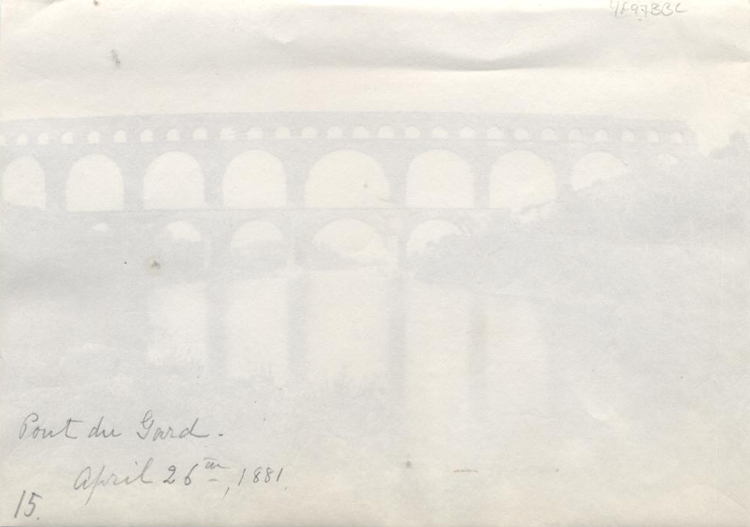 Pont du Gard.
April 26th, 1881.
15.